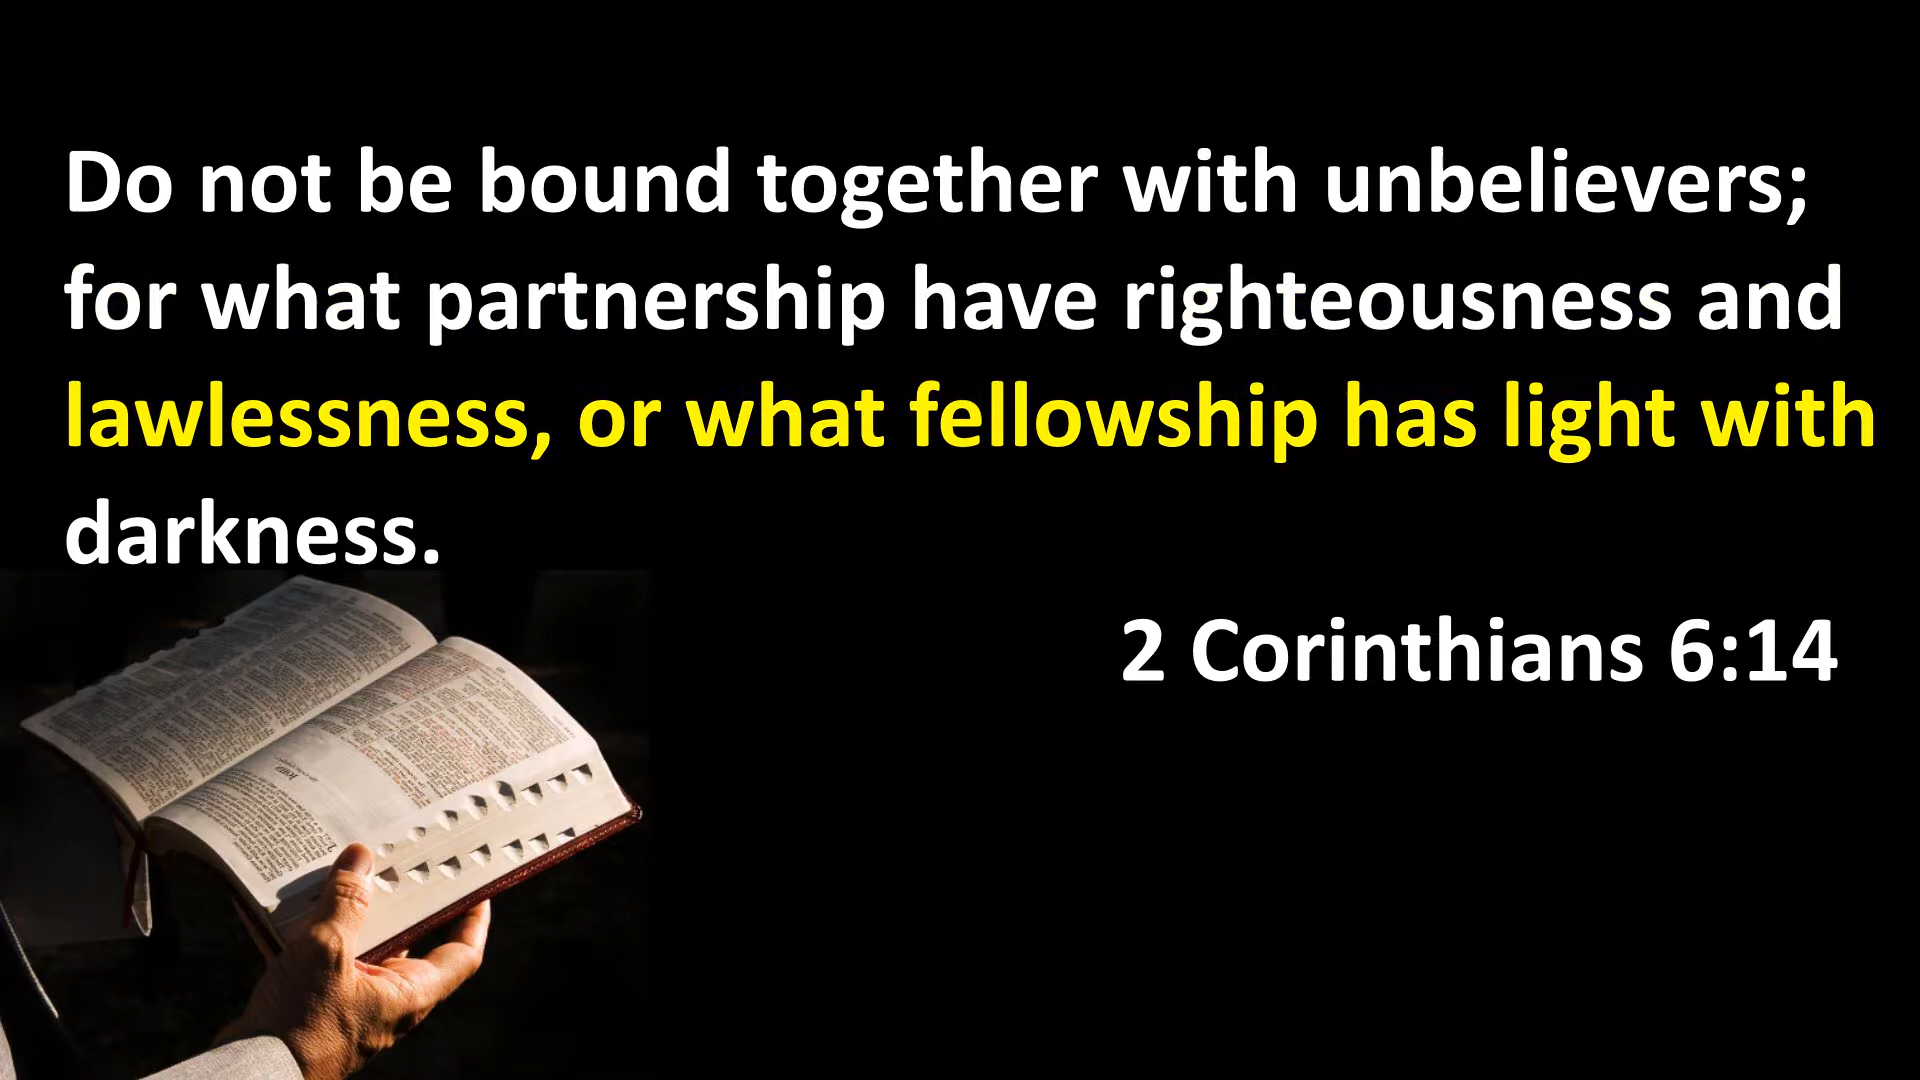 Do not be bound together with unbelievers;
for what partnership have righteousness and
lawlessness, or what fellowship has light with
darkness.
2 Corinthians 6:14